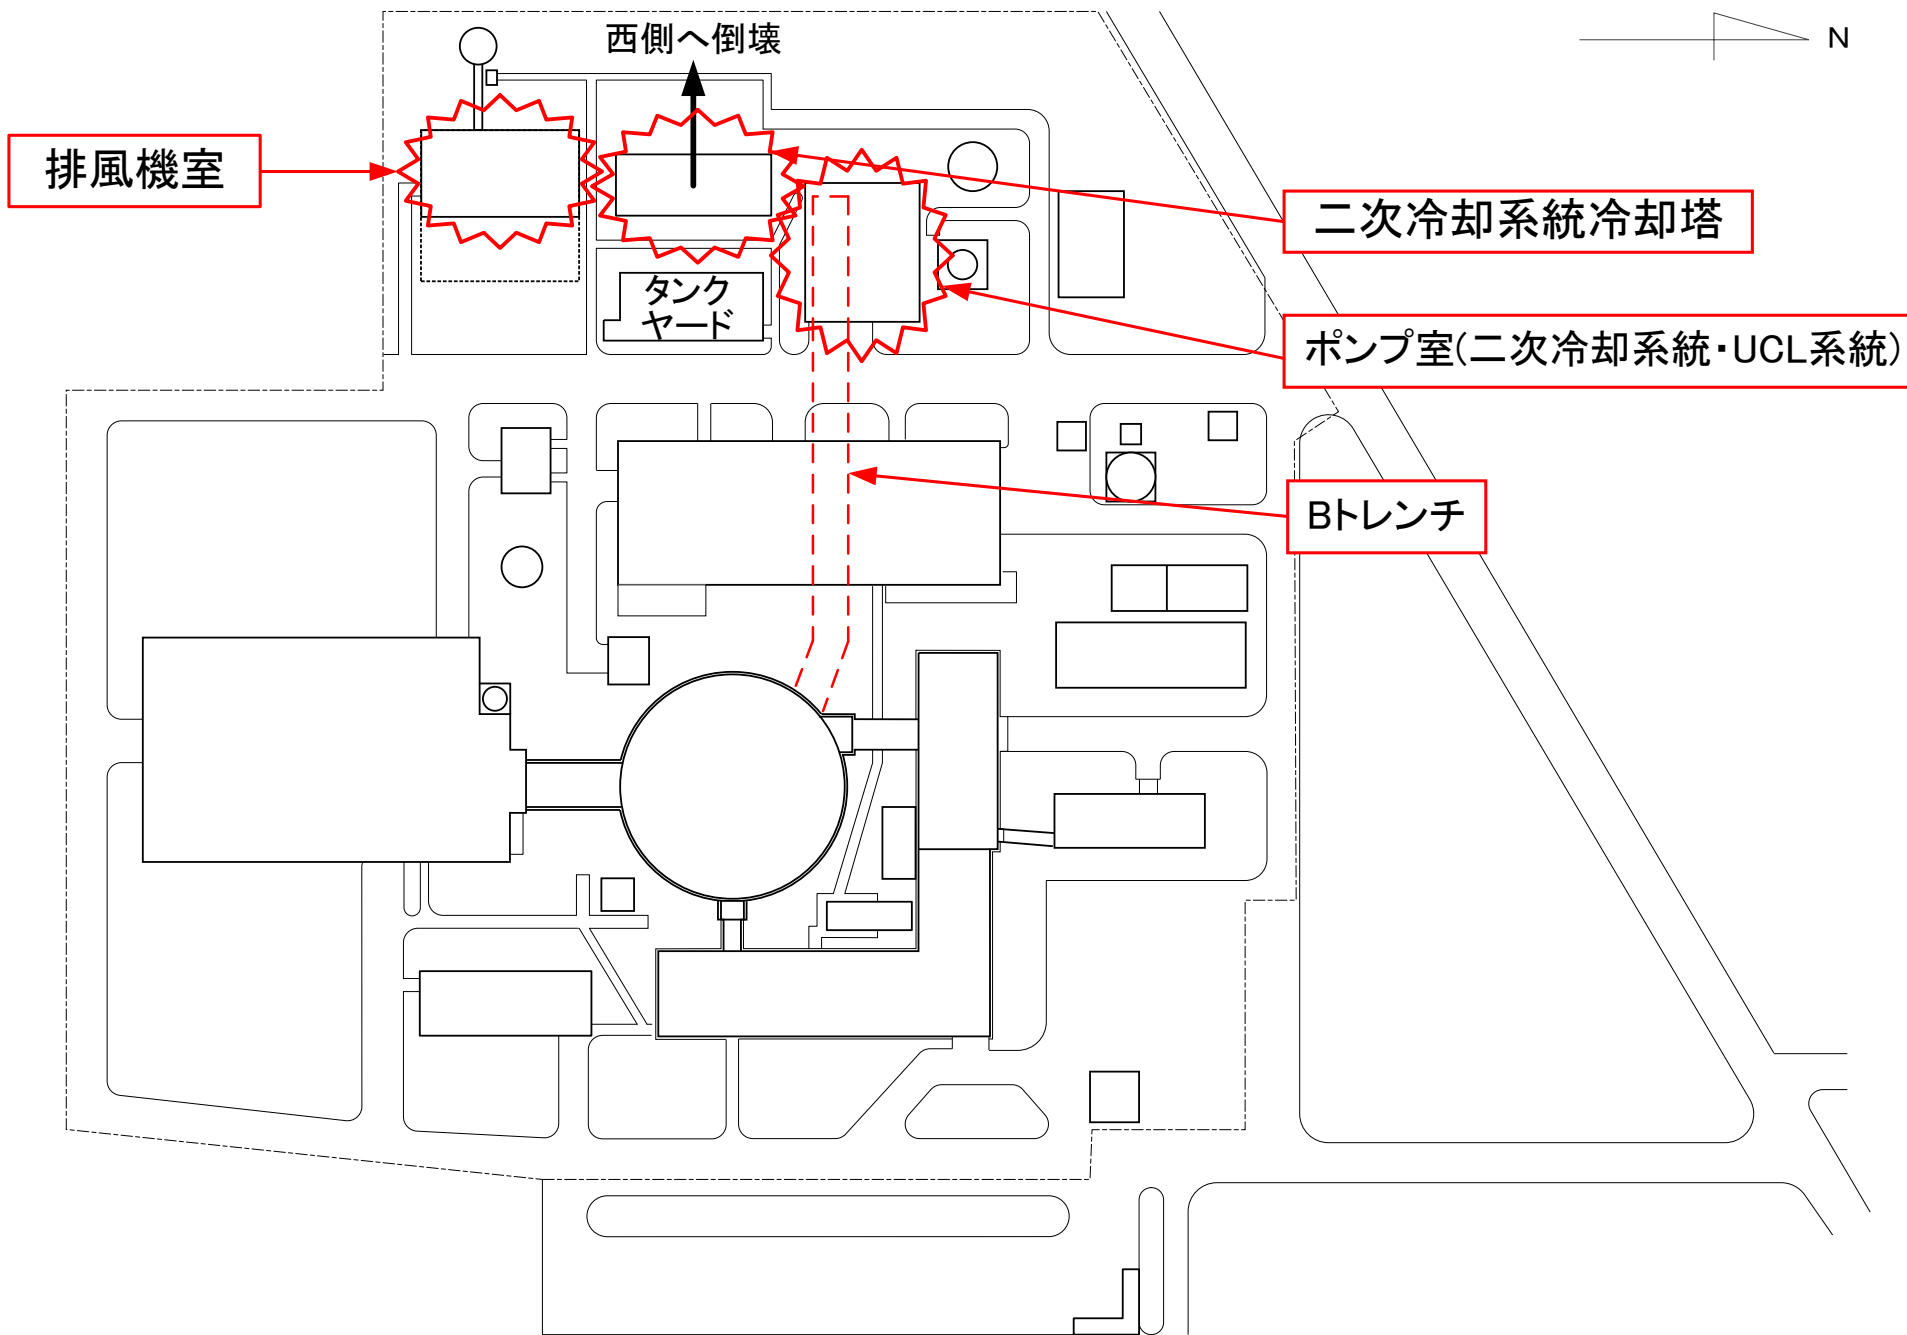 西側へ倒壊
N
排風機室
二次冷却系統冷却塔
タンク
ヤード
ポンプ室(二次冷却系統・UCL系統)
Bトレンチ